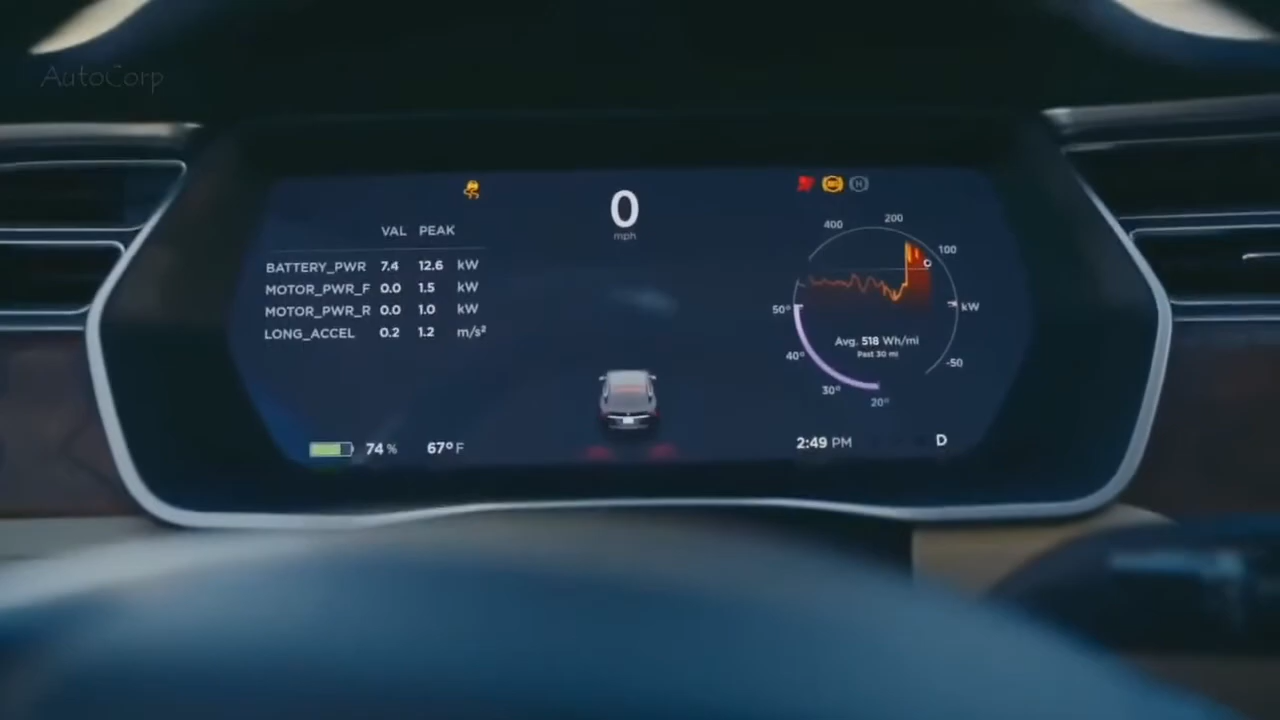 AutoCorp
0
mph
VAL PEAK
BATTERY_PWR 7.4 12.6 kW
MOTOR_PWR_F 0.0 1.5 kW
MOTOR_PWR_R 0.0 1.0 kW
LONG_ACCEL 0.2 1.2 m/s²
400 200
100
50° kW
Avg. 518 Wh/mi
Past 30 mi
40° -50
30°
20°
74 % 67° F
2:49 PM D